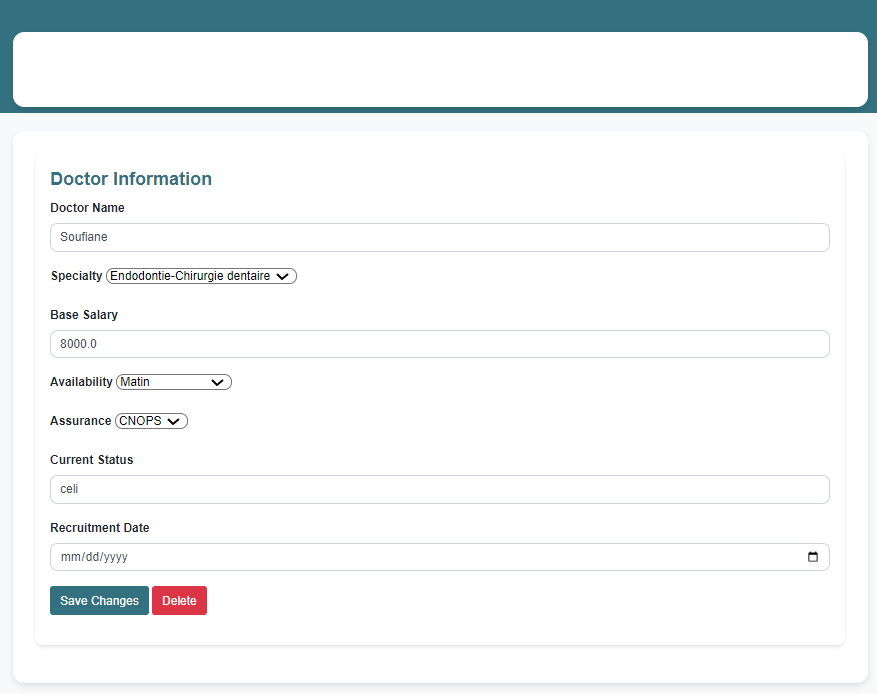 Doctor Information
Doctor Name
Soufiane
Specialty Endodontie-Chirurgie dentaire
Base Salary
8000.0
Availability Matin
Assurance CNOPS
Current Status
celi
Recruitment Date
mm/dd/yyyy
Save Changes Delete